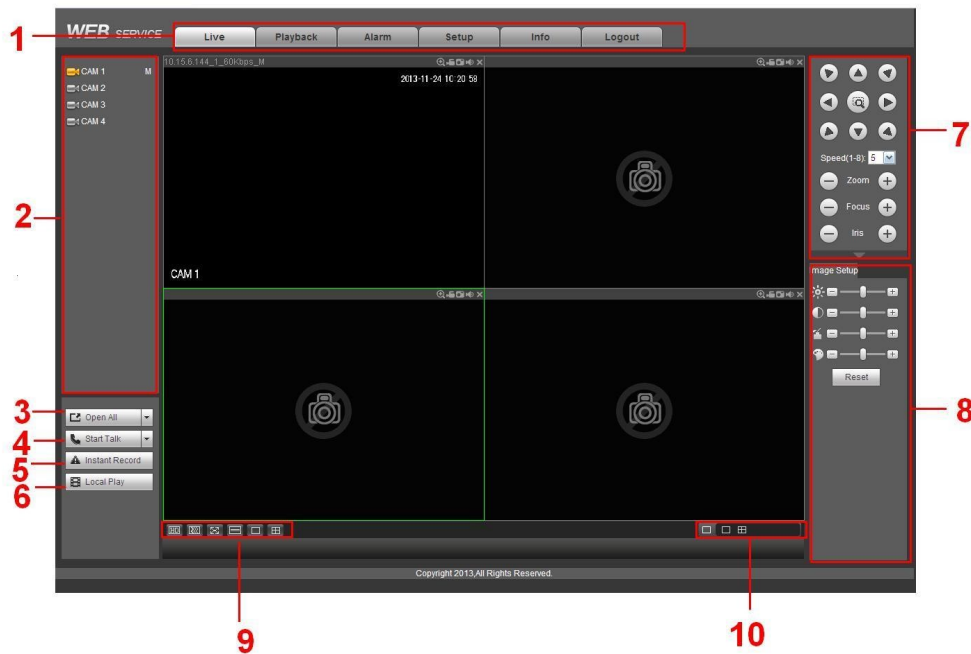 WEB SERVICE
Live Playback Alarm Setup Info Logout
1
CAM 1 M
CAM 2
CAM 3
CAM 4
10.15.6.144_1_60Kbps_M
2013-11-24 10:20:58
CAM 1
Speed(1-8): 5
Zoom
Focus
Iris
7
2
mage Setup
Reset
8
3
Open All
4
Start Talk
5
Instant Record
6
Local Play
Copyright 2013,All Rights Reserved.
9
10